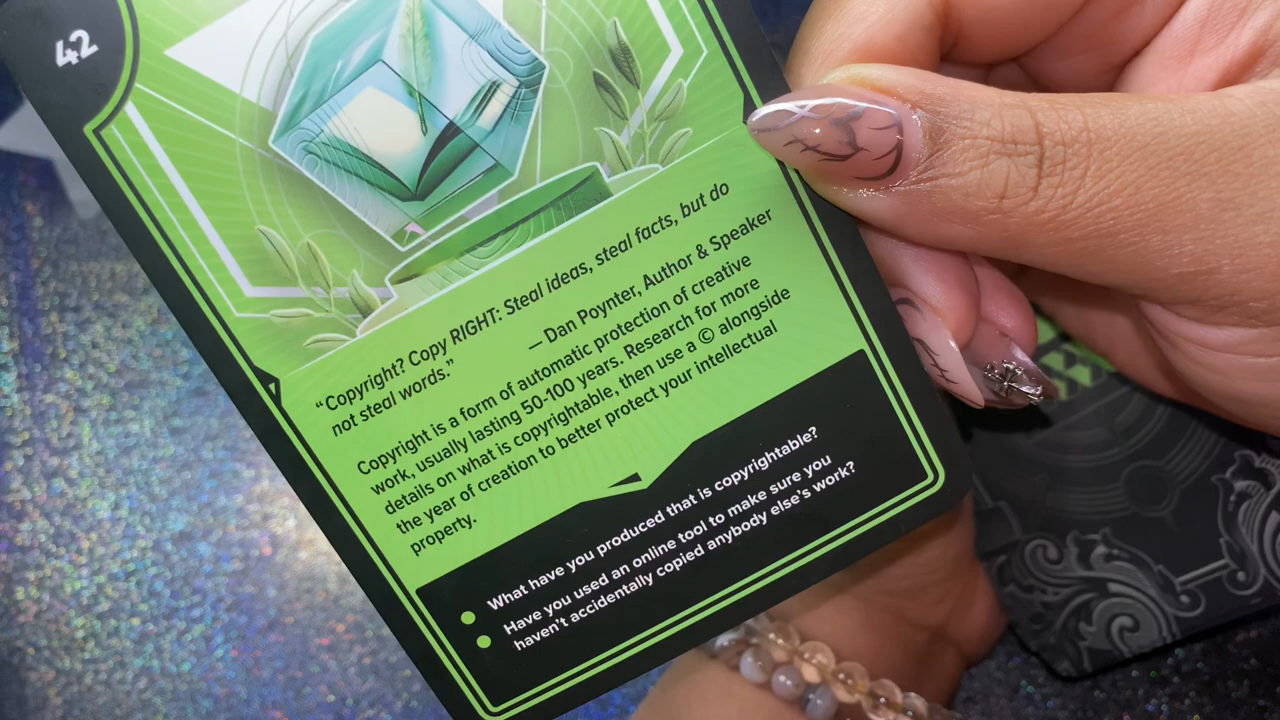 42
“Copyright? Copy RIGHT: Steal ideas, steal facts, but do
not steal words.”
— Dan Poynter, Author & Speaker
Copyright is a form of automatic protection of creative
work, usually lasting 50-100 years. Research for more
details on what is copyrightable, then use a © alongside
the year of creation to better protect your intellectual
property.
What have you produced that is copyrightable?
Have you used an online tool to make sure you
haven’t accidentally copied anybody else’s work?